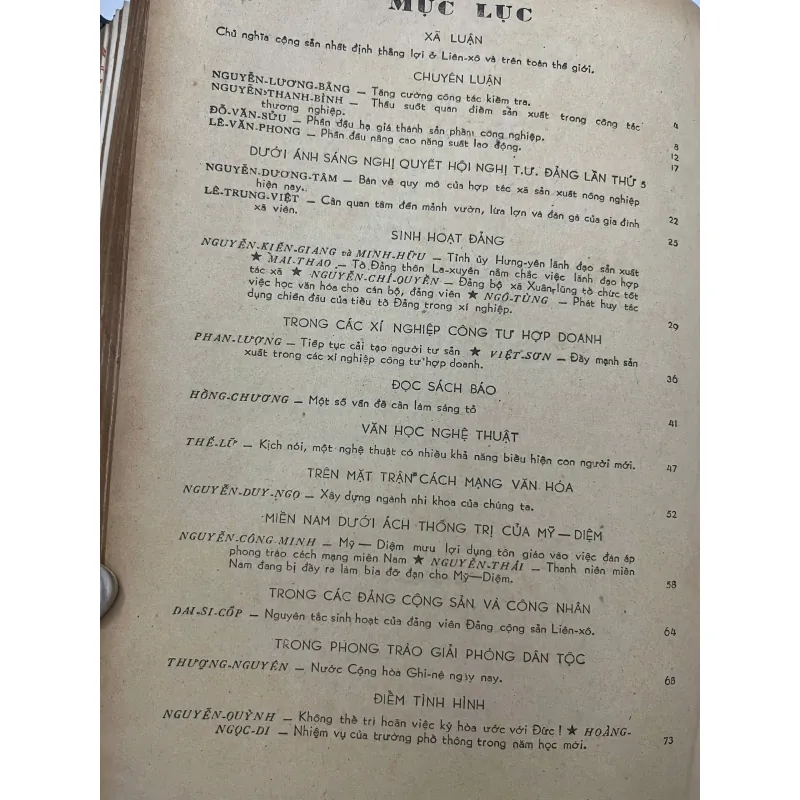 MỤC LỤC
XÃ LUẬN
Chủ nghĩa cộng sản nhất định thắng lợi ở Liên-xô và trên toàn thế giới.
CHUYÊN LUẬN
NGUYỄN-LƯƠNG-BẰNG — Tăng cường công tác kiểm tra. 4
NGUYỄN-THANH-BÌNH — Thấu suốt quan điểm sản xuất trong công tác
thương nghiệp. 8
ĐỖ-VĂN-SỬU — Phấn đấu hạ giá thành sản phẩm công nghiệp. 12
LÊ-VĂN-PHONG — Phấn đấu nâng cao năng suất lao động. 17
DƯỚI ÁNH SÁNG NGHỊ QUYẾT HỘI NGHỊ T.Ư. ĐẢNG LẦN THỨ 5
NGUYỄN-DƯƠNG-TÂM — Bàn về quy mô của hợp tác xã sản xuất nông nghiệp
hiện nay. 22
LÊ-TRUNG-VIỆT — Cần quan tâm đến mảnh vườn, lứa lợn và đàn gà của gia đình
xã viên. 25
SINH HOẠT ĐẢNG
NGUYỄN-KIẾN-GIANG và MINH-HỮU — Tỉnh ủy Hưng-yên lãnh đạo sản xuất
★ MAI-THAO — Tổ Đảng thôn La-xuyên nắm chắc việc lãnh đạo hợp
tác xã ★ NGUYỄN-CHÍ-QUYỀN — Đảng bộ xã Xuân-lũng tổ chức tốt
việc học văn hóa cho cán bộ, đảng viên ★ NGÔ-TÙNG — Phát huy tác
dụng chiến đấu của tiểu tổ Đảng trong xí nghiệp. 29
TRONG CÁC XÍ NGHIỆP CÔNG TƯ HỢP DOANH
PHAN-LƯỢNG — Tiếp tục cải tạo người tư sản ★ VIỆT-SƠN — Đẩy mạnh sản
xuất trong các xí nghiệp công tư hợp doanh. 36
ĐỌC SÁCH BÁO
HỒNG-CHƯƠNG — Một số vấn đề cần làm sáng tỏ 41
VĂN HỌC NGHỆ THUẬT
THẾ-LỮ — Kịch nói, một nghệ thuật có nhiều khả năng biểu hiện con người mới. 47
TRÊN MẶT TRẬN CÁCH MẠNG VĂN HÓA
NGUYỄN-DUY-NGỌ — Xây dựng ngành nhi khoa của chúng ta. 52
MIỀN NAM DƯỚI ÁCH THỐNG TRỊ CỦA MỸ — DIỆM
NGUYỄN-CÔNG-MINH — Mỹ — Diệm mưu lợi dụng tôn giáo vào việc đàn áp
phong trào cách mạng miền Nam ★ NGUYỄN-THÁI — Thanh niên miền
Nam đang bị đầy ra làm bia đỡ đạn cho Mỹ—Diệm. 58
TRONG CÁC ĐẢNG CỘNG SẢN VÀ CÔNG NHÂN
DAI-SI-CỐP — Nguyên tắc sinh hoạt của đảng viên Đảng cộng sản Liên-xô. 64
TRONG PHONG TRÀO GIẢI PHÓNG DÂN TỘC
THƯỢNG-NGUYÊN — Nước Cộng hòa Ghi-nê ngày nay. 68
ĐIỂM TÌNH HÌNH
NGUYỄN-QUỲNH — Không thể trì hoãn việc ký hòa ước với Đức ! ★ HOÀNG-
NGỌC-DI — Nhiệm vụ của trường phổ thông trong năm học mới. 73